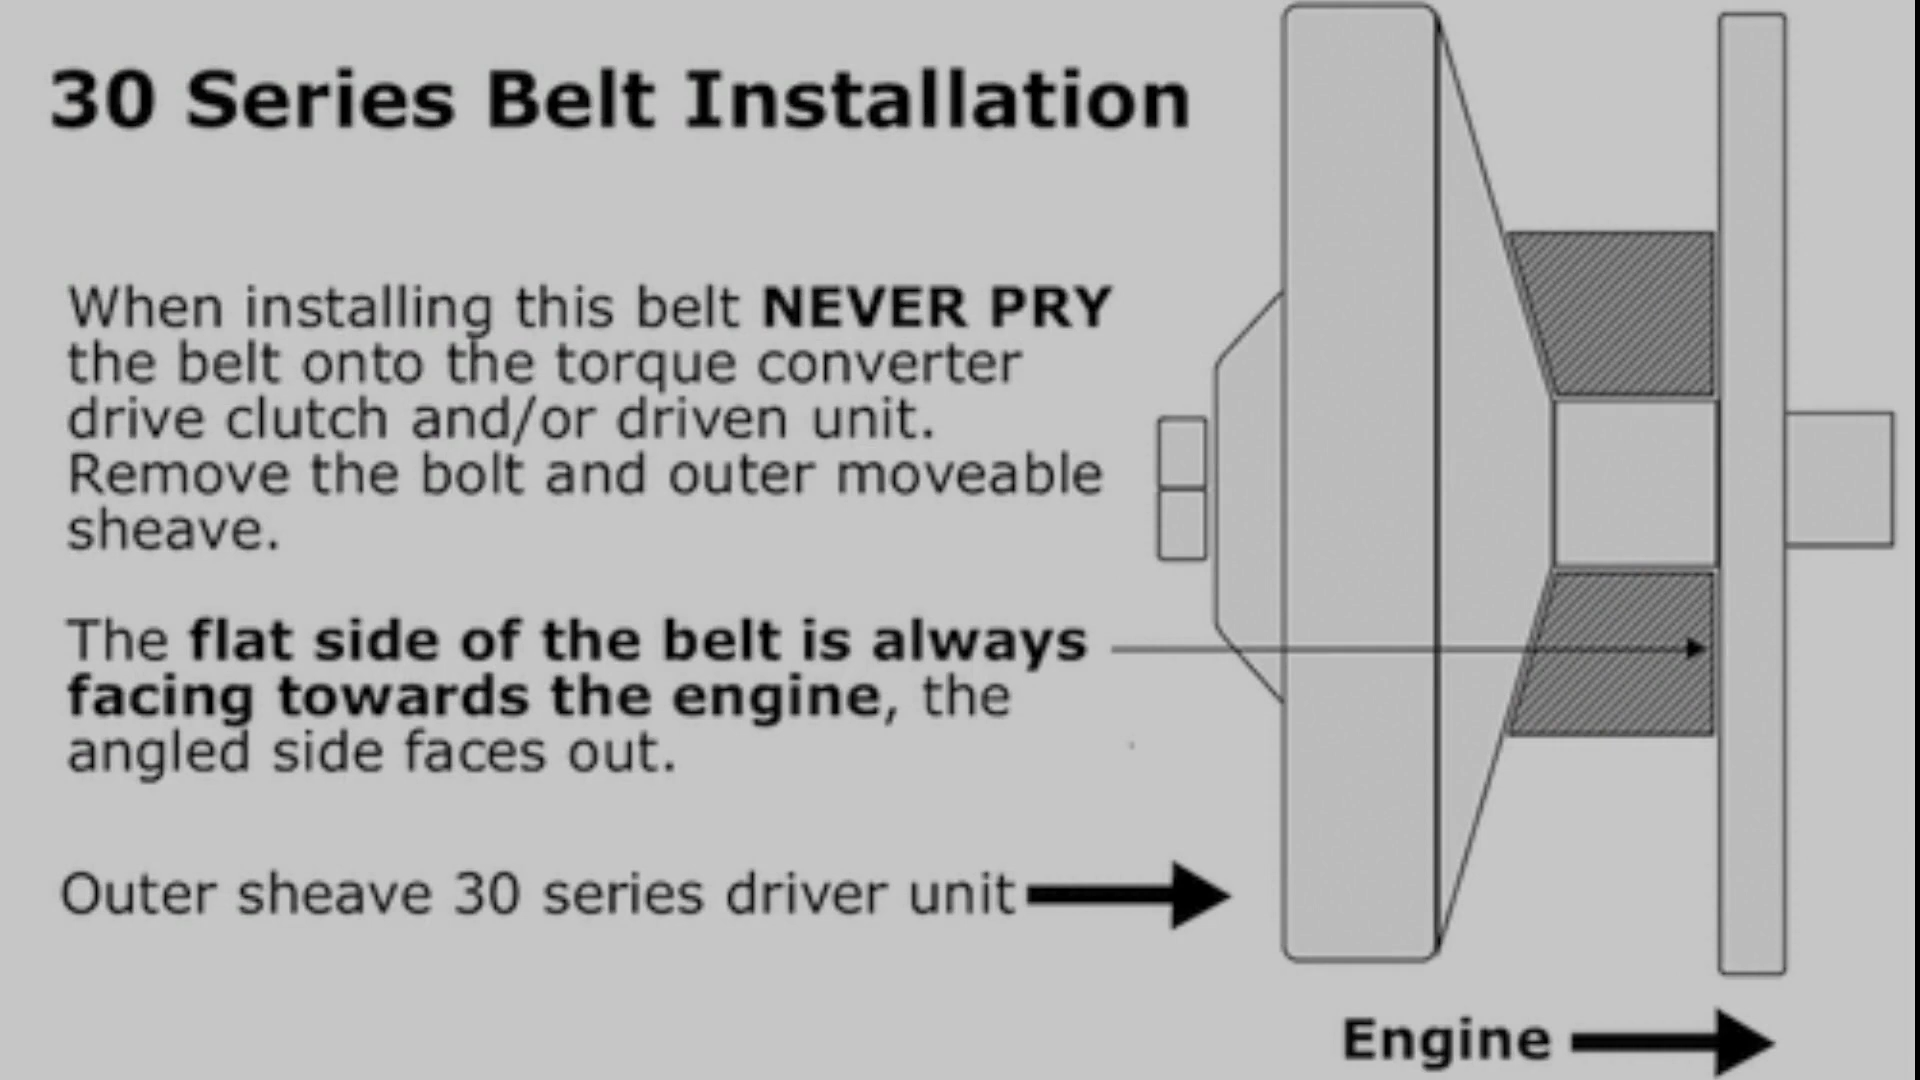 30 Series Belt Installation
When installing this belt NEVER PRY
the belt onto the torque converter
drive clutch and/or driven unit.
Remove the bolt and outer moveable
sheave.
The flat side of the belt is always
facing towards the engine, the
angled side faces out.
Outer sheave 30 series driver unit
Engine